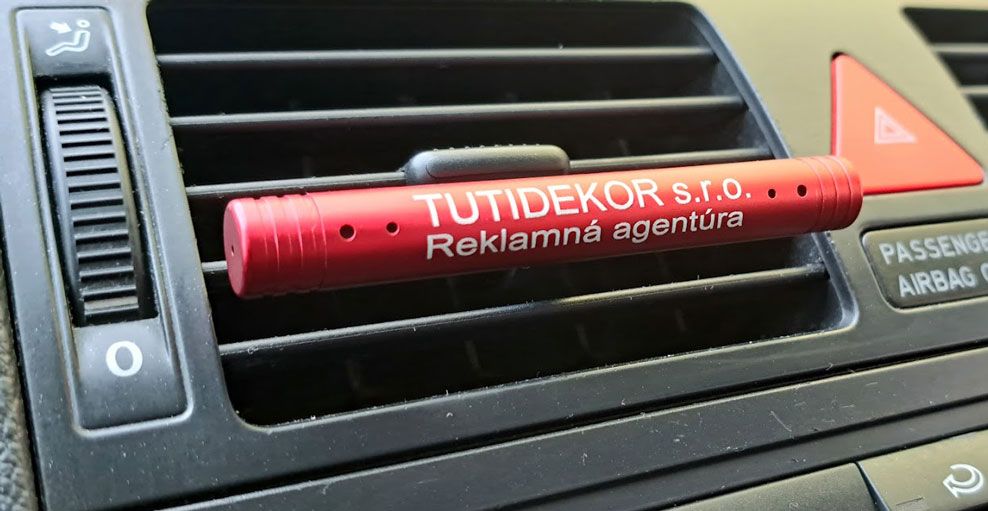 TUTIDEKOR s.r.o.
Reklamná agentúra
PASSENGE
AIRBAG O
O